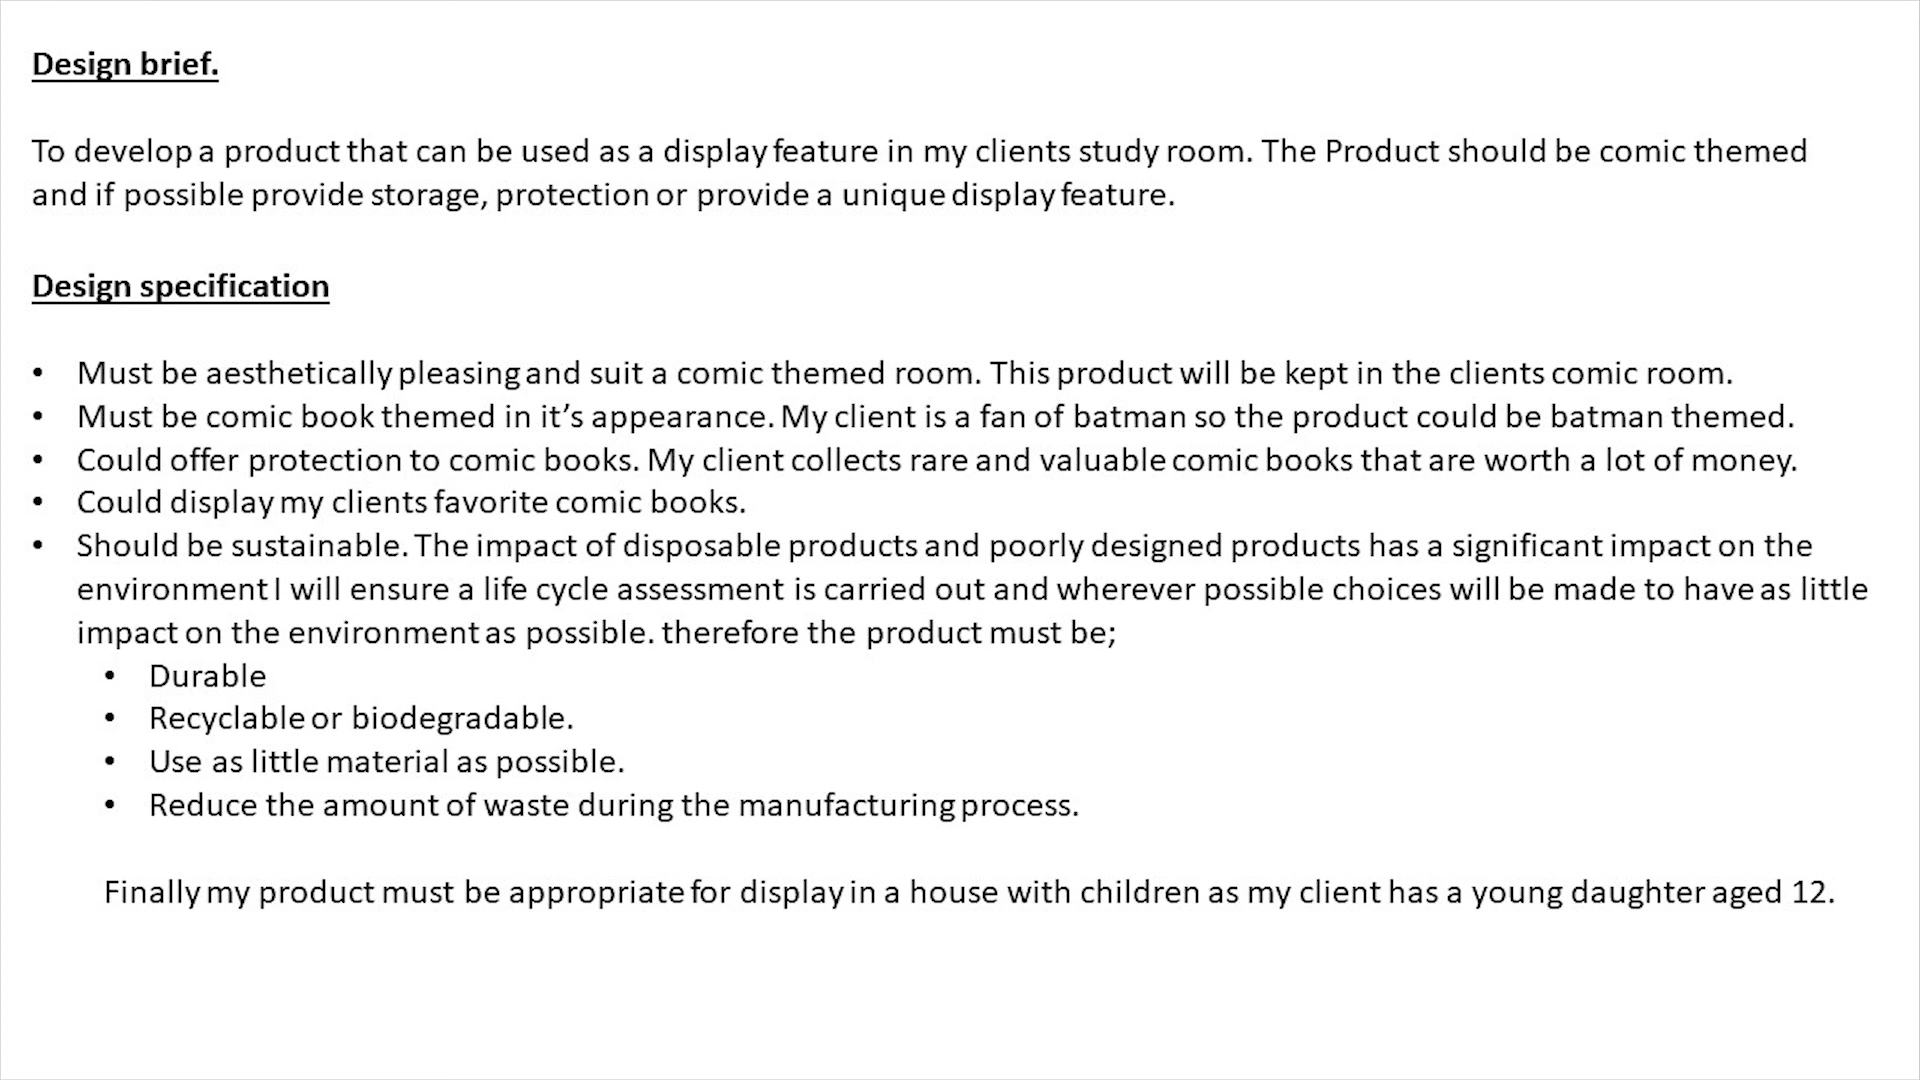 Design brief.
To develop a product that can be used as a display feature in my clients study room. The Product should be comic themed
and if possible provide storage, protection or provide a unique display feature.
Design specification
• Must be aesthetically pleasing and suit a comic themed room. This product will be kept in the clients comic room.
• Must be comic book themed in it’s appearance. My client is a fan of batman so the product could be batman themed.
• Could offer protection to comic books. My client collects rare and valuable comic books that are worth a lot of money.
• Could display my clients favorite comic books.
• Should be sustainable. The impact of disposable products and poorly designed products has a significant impact on the
environment I will ensure a life cycle assessment is carried out and wherever possible choices will be made to have as little
impact on the environment as possible. therefore the product must be;
• Durable
• Recyclable or biodegradable.
• Use as little material as possible.
• Reduce the amount of waste during the manufacturing process.
Finally my product must be appropriate for display in a house with children as my client has a young daughter aged 12.